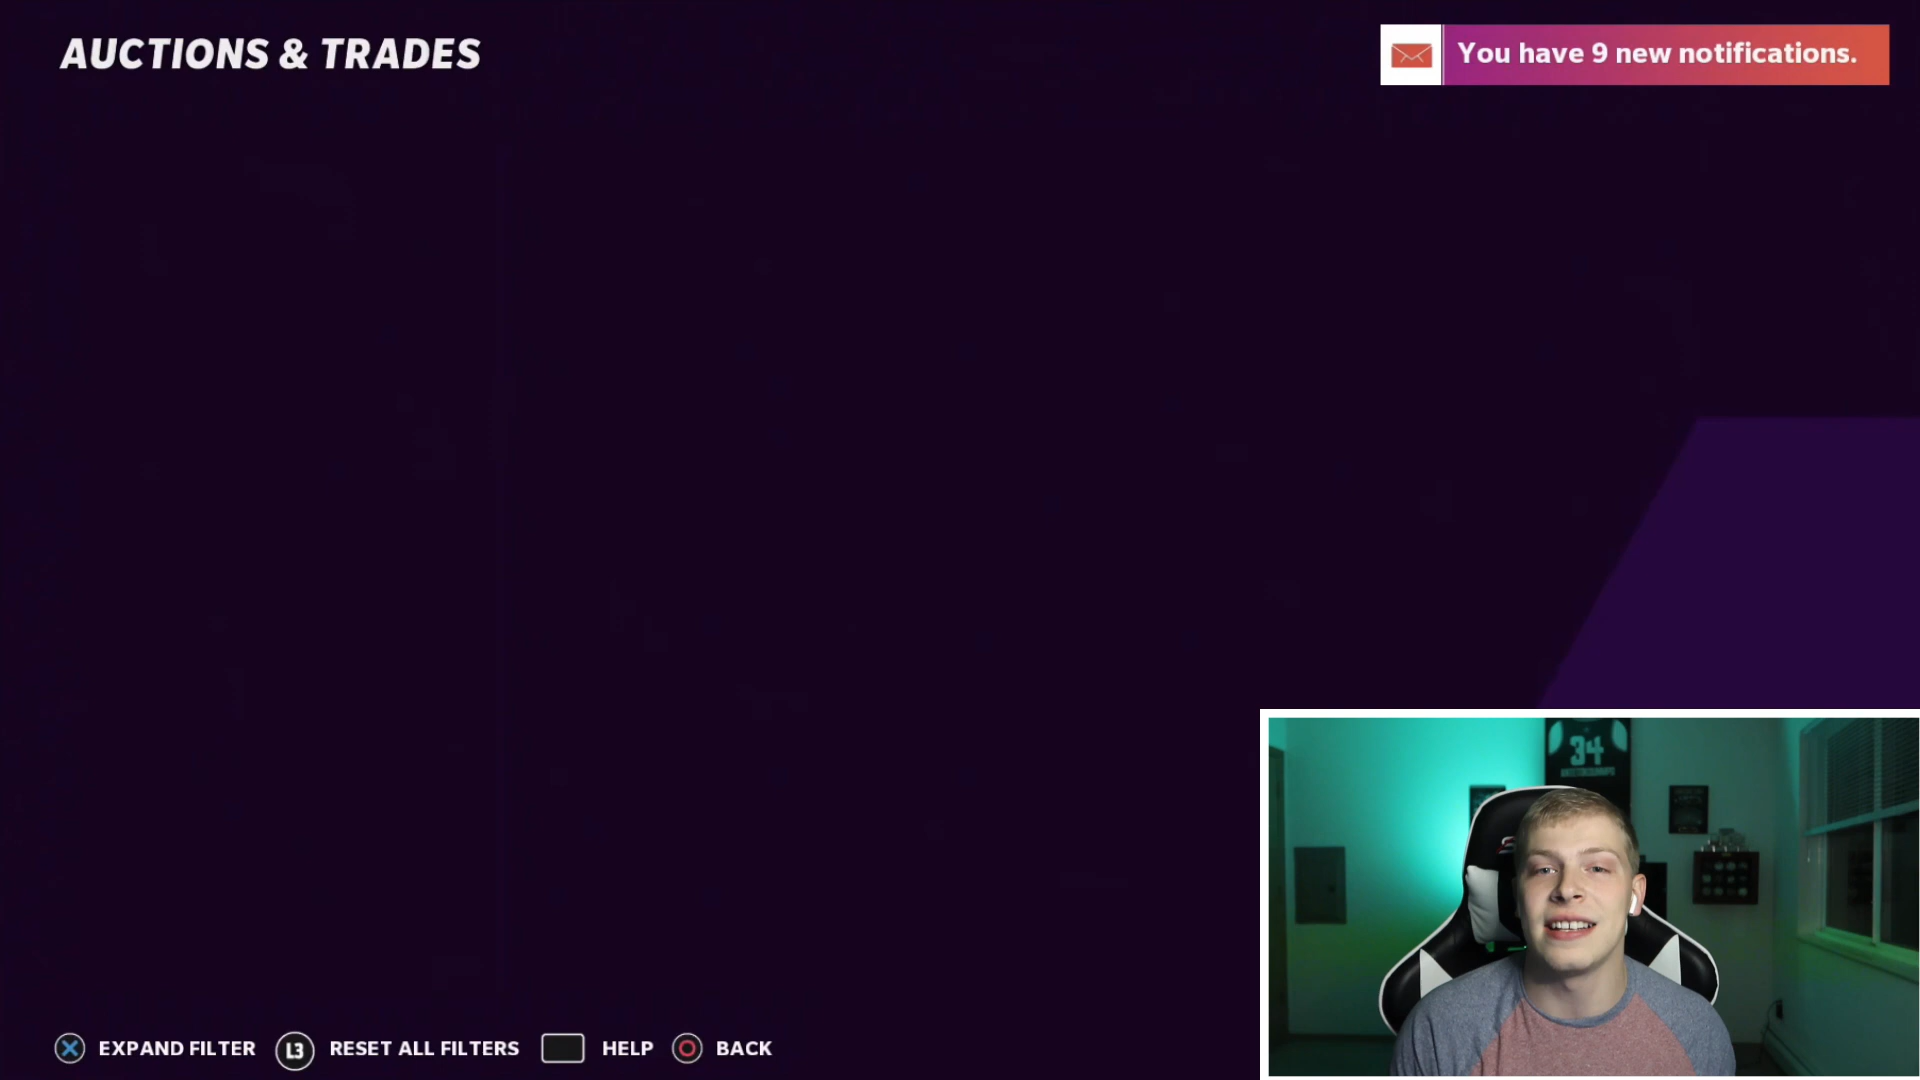 AUCTIONS & TRADES
You have 9 new notifications.
34
EXPAND FILTER L3 RESET ALL FILTERS HELP BACK